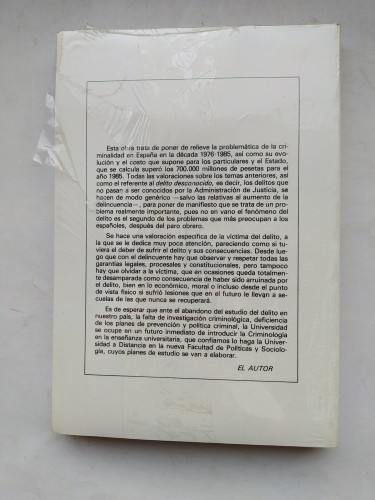 Esta obra trata de poner de relieve la problemática de la cri-
minalidad en España en la década 1976-1985, así como su evo-
lución y el costo que supone para los particulares y el Estado,
que se calcula superó los 700.000 millones de pesetas para el
año 1985. Todas las valoraciones sobre los temas anteriores, así
como el referente al delito desconocido, es decir, los delitos que
no pasan a ser conocidos por la Administración de Justicia, se
hacen de modo genérico —salvo las relativas al aumento de la
delincuencia—, para poner de manifiesto que se trata de un pro-
blema realmente importante, pues no en vano el fenómeno del
delito es el segundo de los problemas que más preocupan a los
españoles, después del paro obrero.
Se hace una valoración específica de la víctima del delito, a
la que se le dedica muy poca atención, pareciendo como si tu-
viera el deber de sufrir el delito y sus consecuencias. Desde lue-
go que con el delincuente hay que observar y respetar todas las
garantías legales, procesales y constitucionales, pero tampoco
hay que olvidar a la víctima, que en ocasiones queda totalmen-
te desamparada como consecuencia de haber sido arruinada por
el delito, bien en lo económico, moral o incluso desde el punto
de vista físico si sufrió lesiones que en el futuro le llevan a se-
cuelas de las que nunca se recuperará.
Es de esperar que ante el abandono del estudio del delito en
nuestro país, la falta de investigación criminológica, deficiencia
de los planes de prevención y política criminal, la Universidad
se ocupe en un futuro inmediato de introducir la Criminología
en la enseñanza universitaria, que confiamos lo haga la Univer-
sidad a Distancia en la nueva Facultad de Políticas y Sociolo-
gía, cuyos planes de estudio se van a elaborar.
EL AUTOR